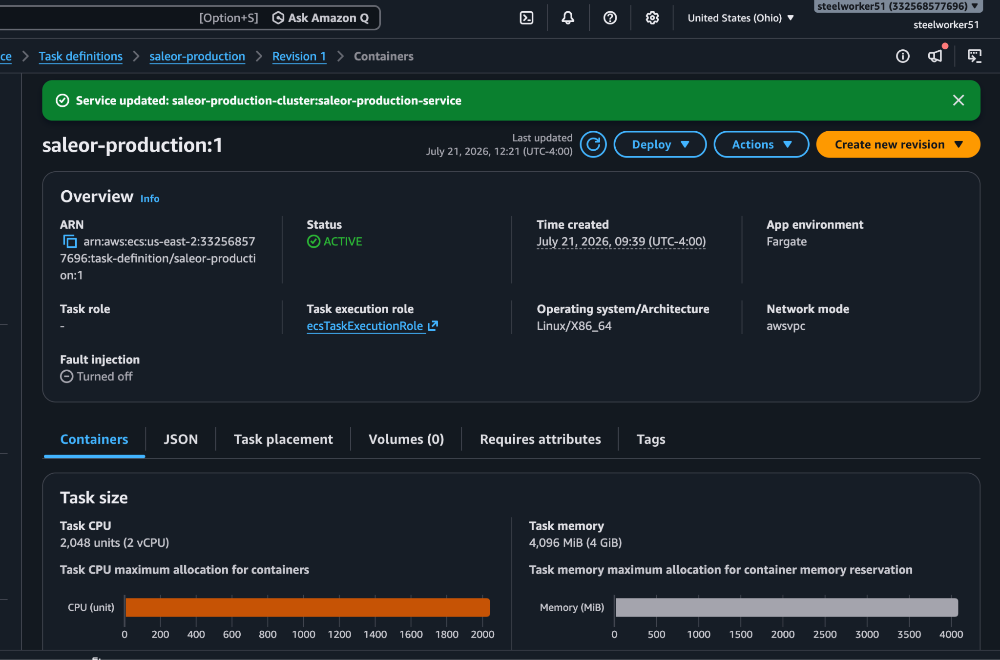 [Option+S] Ask Amazon Q
United States (Ohio)
steelworker51 (332568577696)
steelworker51
ce
Task definitions
saleor-production
Revision 1
Containers
Service updated: saleor-production-cluster:saleor-production-service
saleor-production:1
Last updated
July 21, 2026, 12:21 (UTC-4:00)
Deploy
Actions
Create new revision
Overview Info
ARN
arn:aws:ecs:us-east-2:33256857
7696:task-definition/saleor-producti
on:1
Status
ACTIVE
Time created
July 21, 2026, 09:39 (UTC-4:00)
App environment
Fargate
Task role
-
Task execution role
ecsTaskExecutionRole
Operating system/Architecture
Linux/X86_64
Network mode
awsvpc
Fault injection
Turned off
Containers
JSON
Task placement
Volumes (0)
Requires attributes
Tags
Task size
Task CPU
2,048 units (2 vCPU)
Task CPU maximum allocation for containers
CPU (unit)
0 200 400 600 800 1000 1200 1400 1600 1800 2000
Task memory
4,096 MiB (4 GiB)
Task memory maximum allocation for container memory reservation
Memory (MiB)
0 500 1000 1500 2000 2500 3000 3500 4000